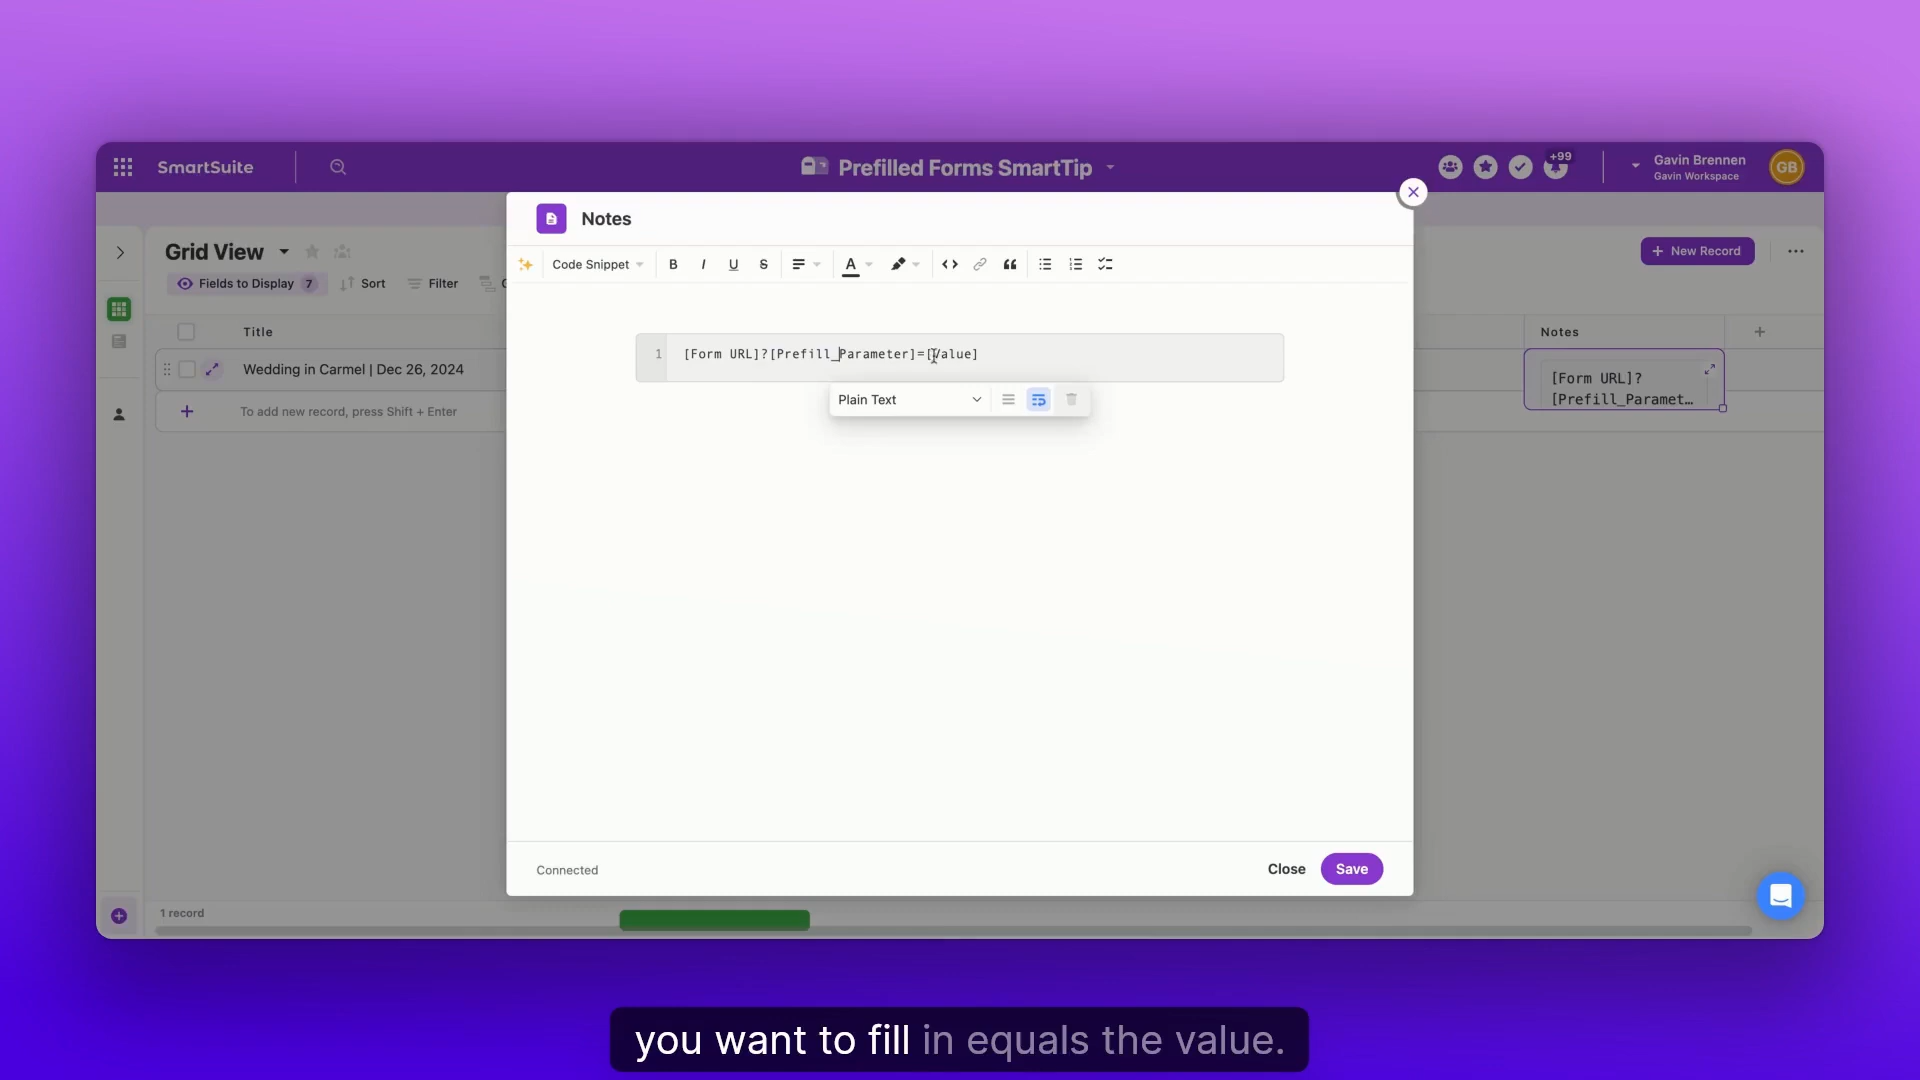 SmartSuite
Prefilled Forms SmartTip
+99
Gavin Brennen
Gavin Workspace
GB
Notes
Grid View
New Record
Code Snippet
B I U S
A
Fields to Display 7
Sort
Filter
Title
Notes
1 [Form URL]?[Prefill_Parameter]=[Value]
Wedding in Carmel | Dec 26, 2024
[Form URL]?
[Prefill_Paramet...
Plain Text
To add new record, press Shift + Enter
Connected
Close
Save
1 record
you want to fill in equals the value.